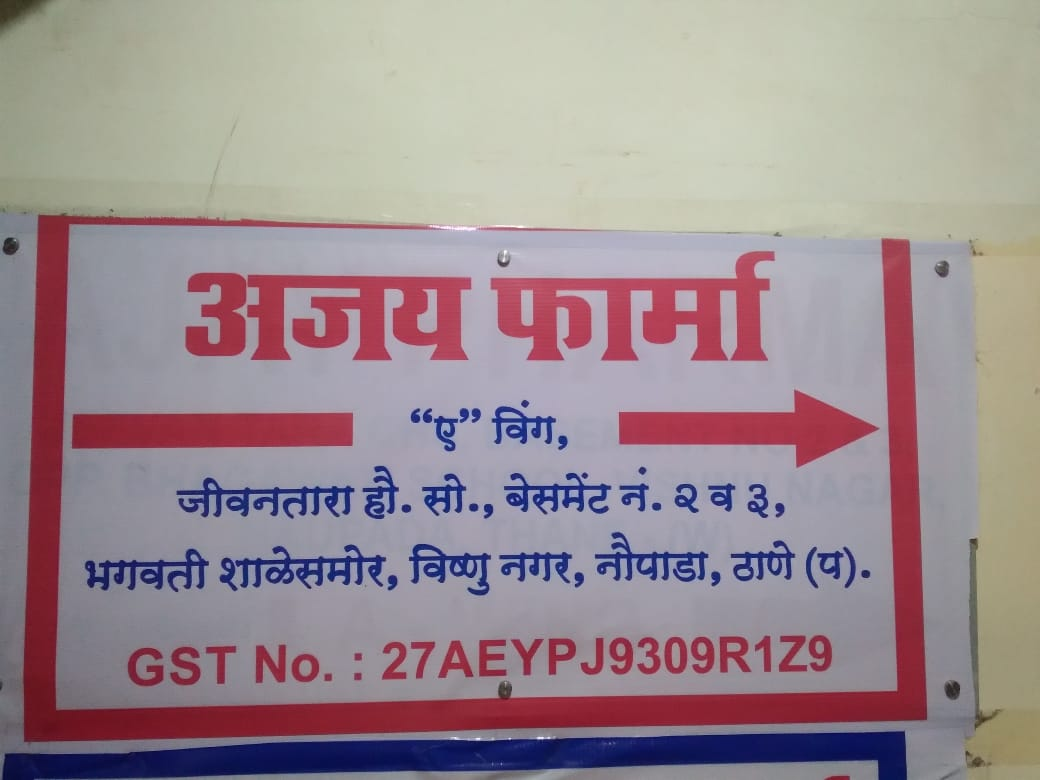 अजय फार्मा
“ए” विंग,
जीवनतारा हौ. सो., बेसमेंट नं. २ व ३,
भगवती शाळेसमोर, विष्णु नगर, नौपाडा, ठाणे (प).
GST No. : 27AEYPJ9309R1Z9